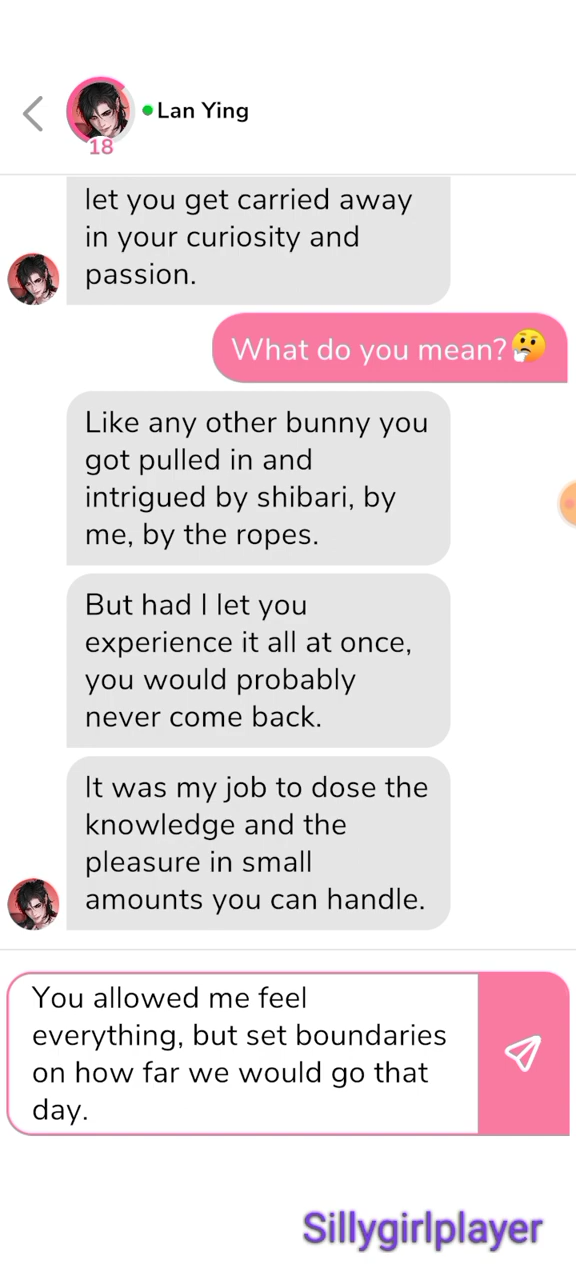 Lan Ying
18
let you get carried away
in your curiosity and
passion.
What do you mean?🤔
Like any other bunny you
got pulled in and
intrigued by shibari, by
me, by the ropes.
But had I let you
experience it all at once,
you would probably
never come back.
It was my job to dose the
knowledge and the
pleasure in small
amounts you can handle.
You allowed me feel
everything, but set boundaries
on how far we would go that
day.
Sillygirlplayer